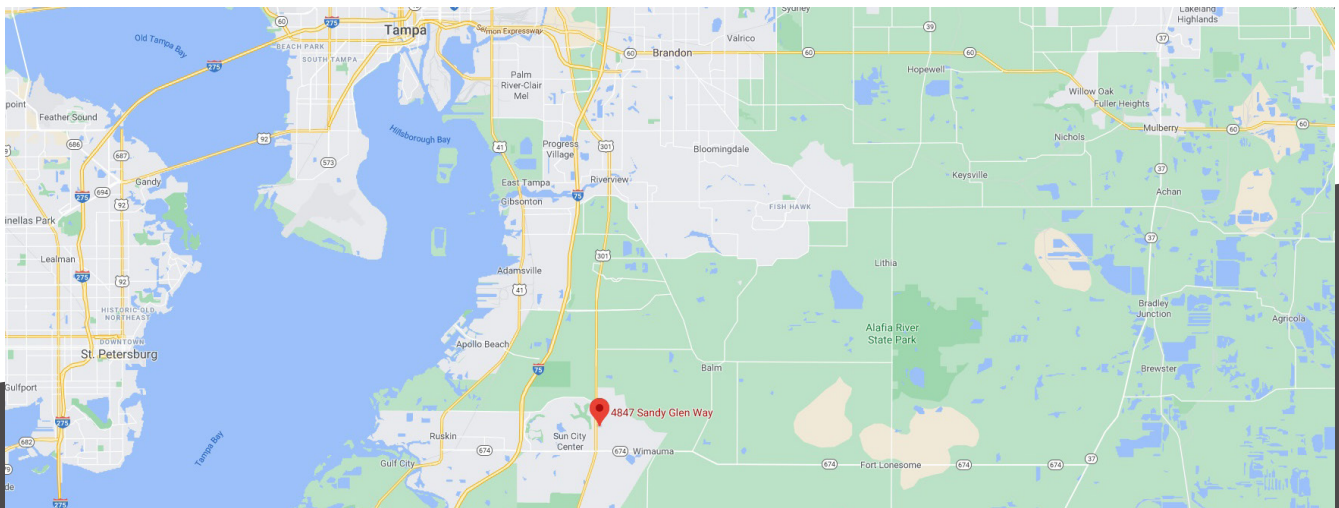 60
Sydney
Lakeland
Highlands
275
Tampa
Selmon Expressway
39
37
Old Tampa Bay
BEACH PARK
SOUTH TAMPA
Valrico
60
Brandon
60
60
275
Hopewell
Palm
River-Clair
Mel
Willow Oak
Fuller Heights
point
Feather Sound
Hillsborough Bay
Nichols
Mulberry
60
60
92
686
687
41
Progress
Village
301
Bloomingdale
573
37
Keysville
Gandy
694
275
92
East Tampa
Riverview
75
Gibsonton
Achan
FISH HAWK
inellas Park
37
Lealman
301
Lithia
Adamsville
275
92
41
HISTORIC OLD
NORTHEAST
Bradley
Junction
Agricola
Alafia River
State Park
DOWNTOWN
St. Petersburg
Apollo Beach
75
Balm
Brewster
Gulfport
4847 Sandy Glen Way
275
682
Ruskin
Sun City
Center
Tampa Bay
674
674
Wimauma
37
Gulf City
674
Fort Lonesome
674
674
275